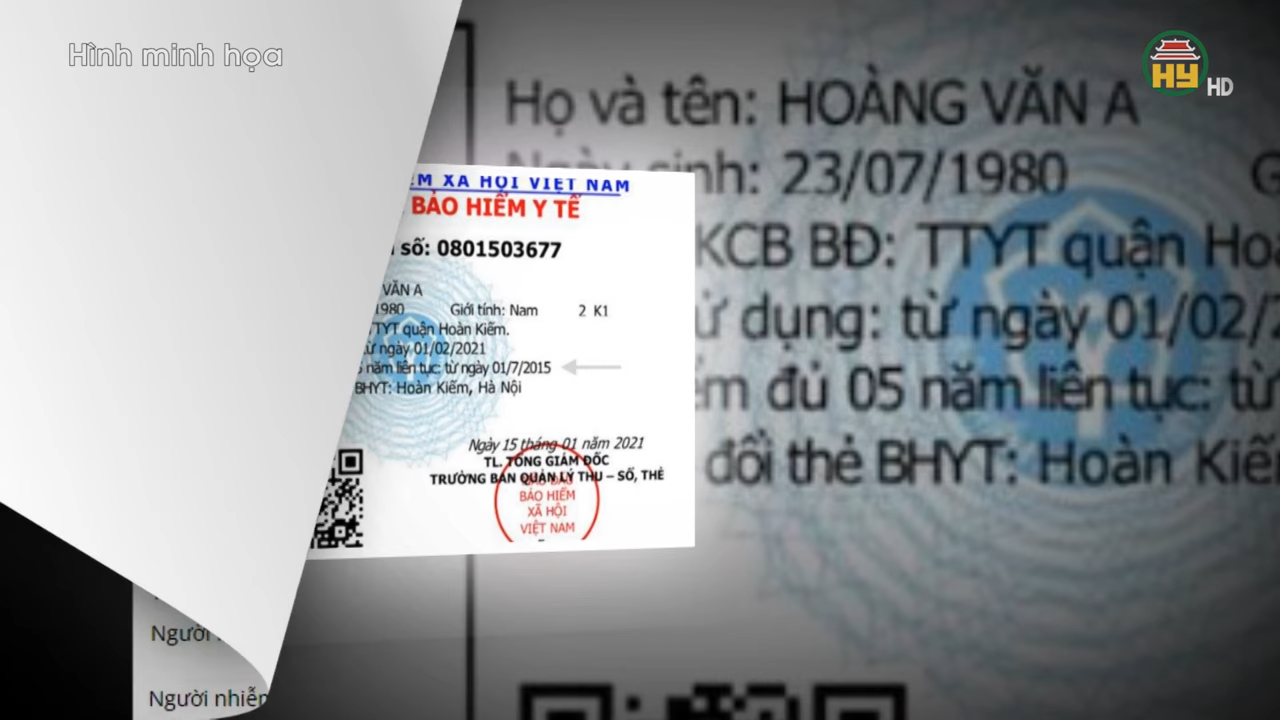 Hình minh họa
HY HD
Họ và tên: HOÀNG VĂN A
sinh: 23/07/1980
KCB BĐ: TTYT quận
dụng: từ ngày 01/02/
đủ 05 năm liên tục: từ
đổi thẻ BHYT: Hoàn
XÃ HỘI VIỆT NAM
BẢO HIỂM Y TẾ
số: 0801503677
VĂN A
1980 Giới tính: Nam 2 K1
TTYT quận Hoàn Kiếm.
từ ngày 01/02/2021
năm liên tục: từ ngày 01/7/2015
BHYT: Hoàn Kiếm, Hà Nội
Ngày 15 tháng 01 năm 2021
TL. TỔNG GIÁM ĐỐC
TRƯỞNG BAN QUẢN LÝ THU – SỔ, THẺ
BẢO HIỂM
XÃ HỘI
VIỆT NAM
Người
Người nhiễm